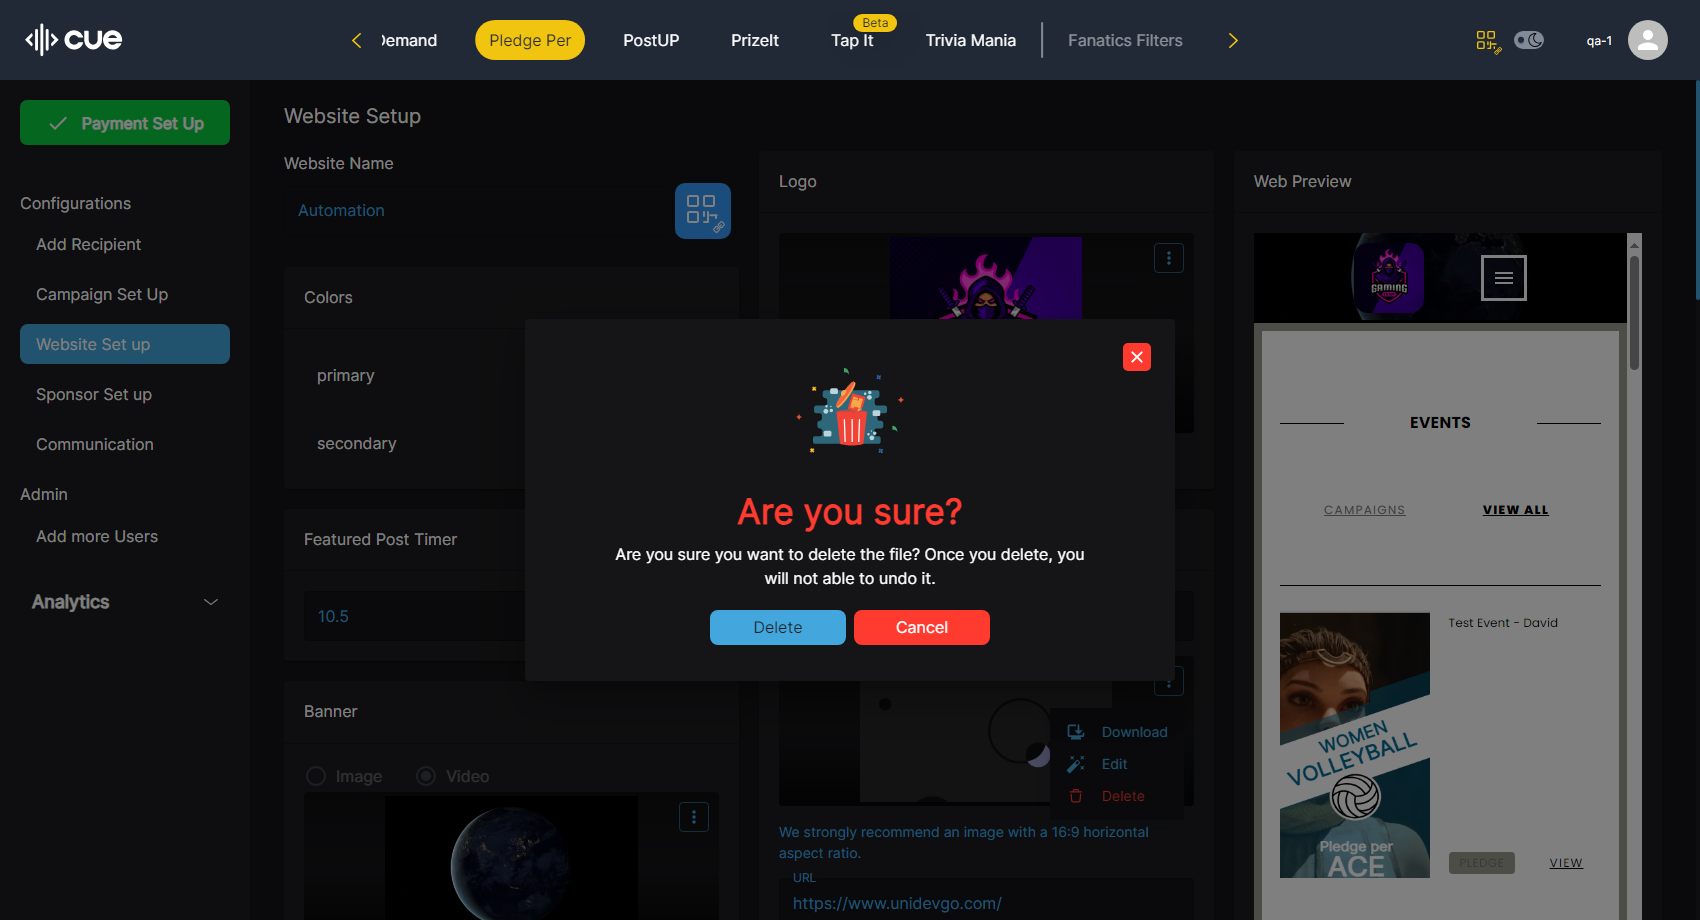 cue
Demand
Pledge Per
PostUP
PrizeIt
Beta
Tap It
Trivia Mania
Fanatics Filters
qa-1
Payment Set Up
Configurations
Add Recipient
Campaign Set Up
Website Set up
Sponsor Set up
Communication
Admin
Add more Users
Analytics
Website Setup
Website Name
Automation
Colors
primary
secondary
Featured Post Timer
10.5
Banner
Image
Video
Logo
Are you sure?
Are you sure you want to delete the file? Once you delete, you
will not able to undo it.
Delete
Cancel
Download
Edit
Delete
We strongly recommend an image with a 16:9 horizontal
aspect ratio.
URL
https://www.unidevgo.com/
Web Preview
GAMING
EVENTS
CAMPAIGNS
VIEW ALL
Test Event - David
WOMEN
VOLLEYBALL
Pledge per
ACE
PLEDGE
VIEW